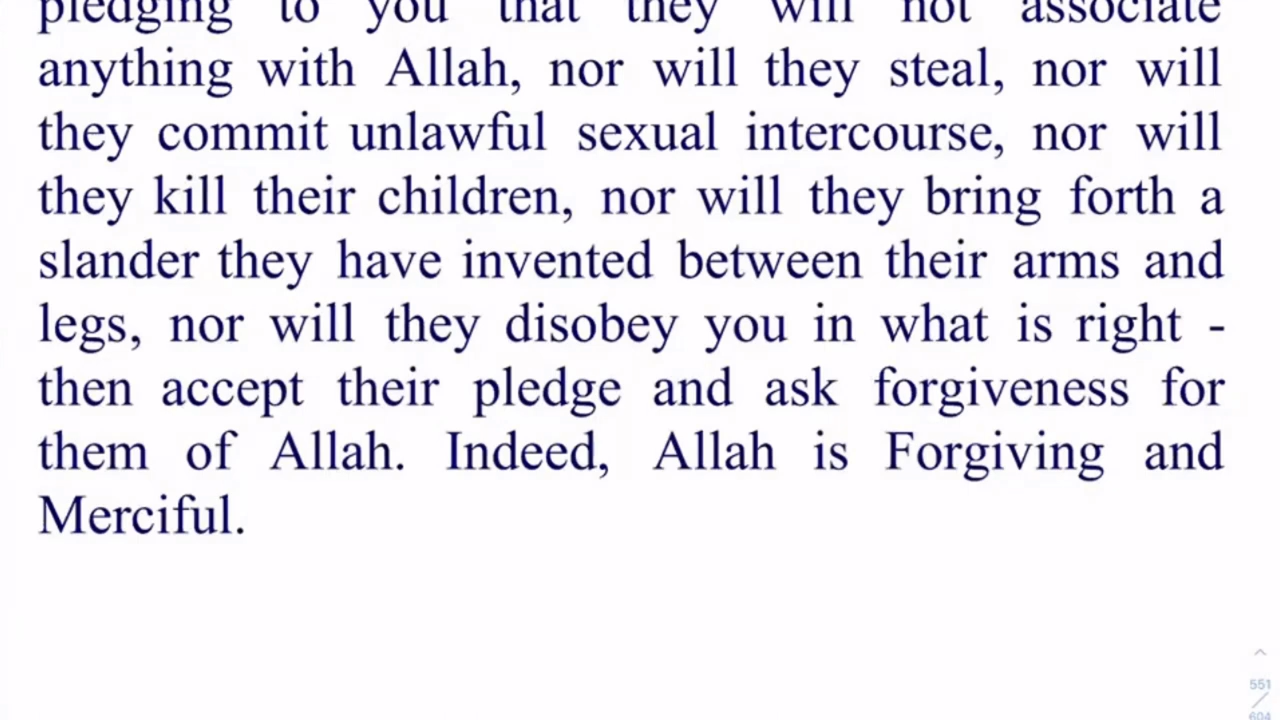 pledging to you that they will not associate
anything with Allah, nor will they steal, nor will
they commit unlawful sexual intercourse, nor will
they kill their children, nor will they bring forth a
slander they have invented between their arms and
legs, nor will they disobey you in what is right -
then accept their pledge and ask forgiveness for
them of Allah. Indeed, Allah is Forgiving and
Merciful.
551
/
604